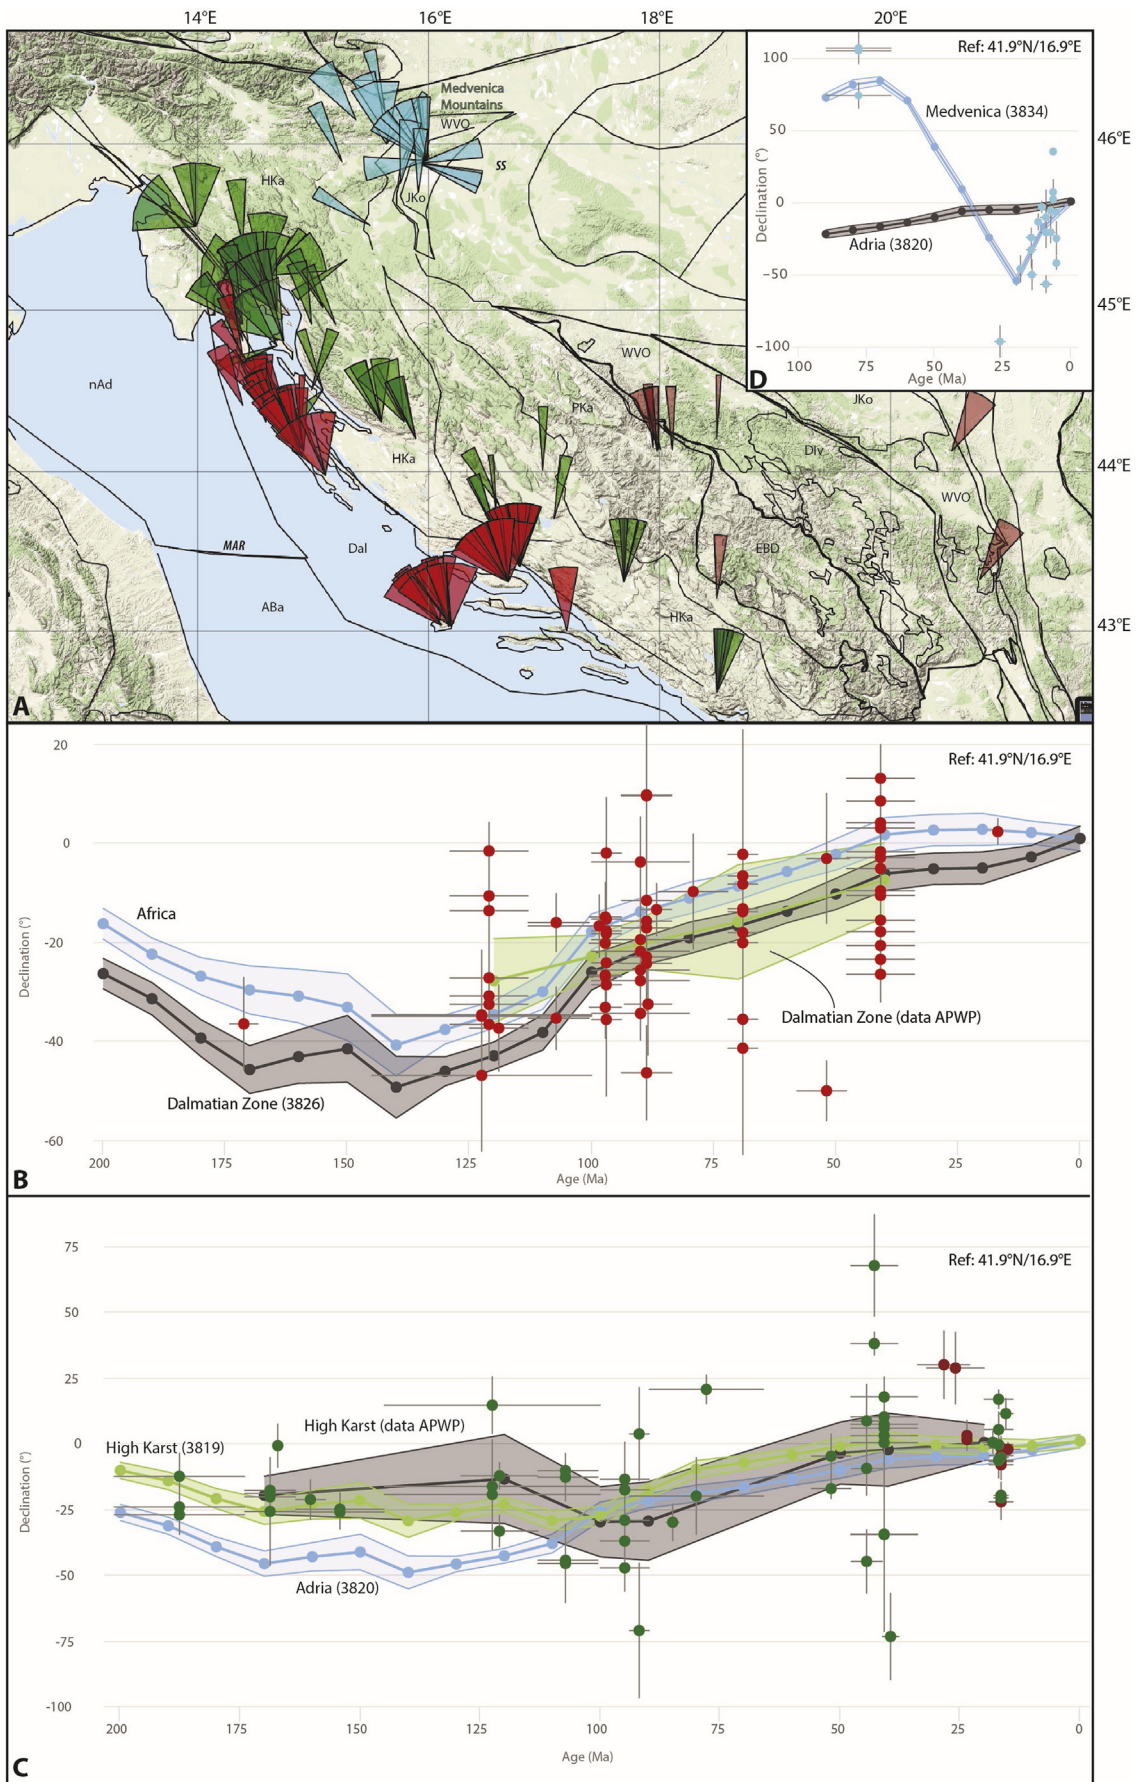 14°E 16°E 18°E 20°E
46°E
45°E
44°E
43°E
Medvenica
Mountains
WVO
SS
HKa
JKo
nAd
WVO
PKa
HKa
JKo
DIv
WVO
MAR
Dal
EBD
ABa
HKa
A
Ref: 41.9°N/16.9°E
100
50
0
−50
−100
Declination (°)
Medvenica (3834)
Adria (3820)
100 75 50 25 0
Age (Ma)
D
20
0
-20
-40
-60
Declination (°)
Ref: 41.9°N/16.9°E
Africa
Dalmatian Zone (data APWP)
Dalmatian Zone (3826)
200 175 150 125 100 75 50 25 0
Age (Ma)
B
75
50
25
0
-25
-50
-75
-100
Declination (°)
Ref: 41.9°N/16.9°E
High Karst (data APWP)
High Karst (3819)
Adria (3820)
200 175 150 125 100 75 50 25 0
Age (Ma)
C